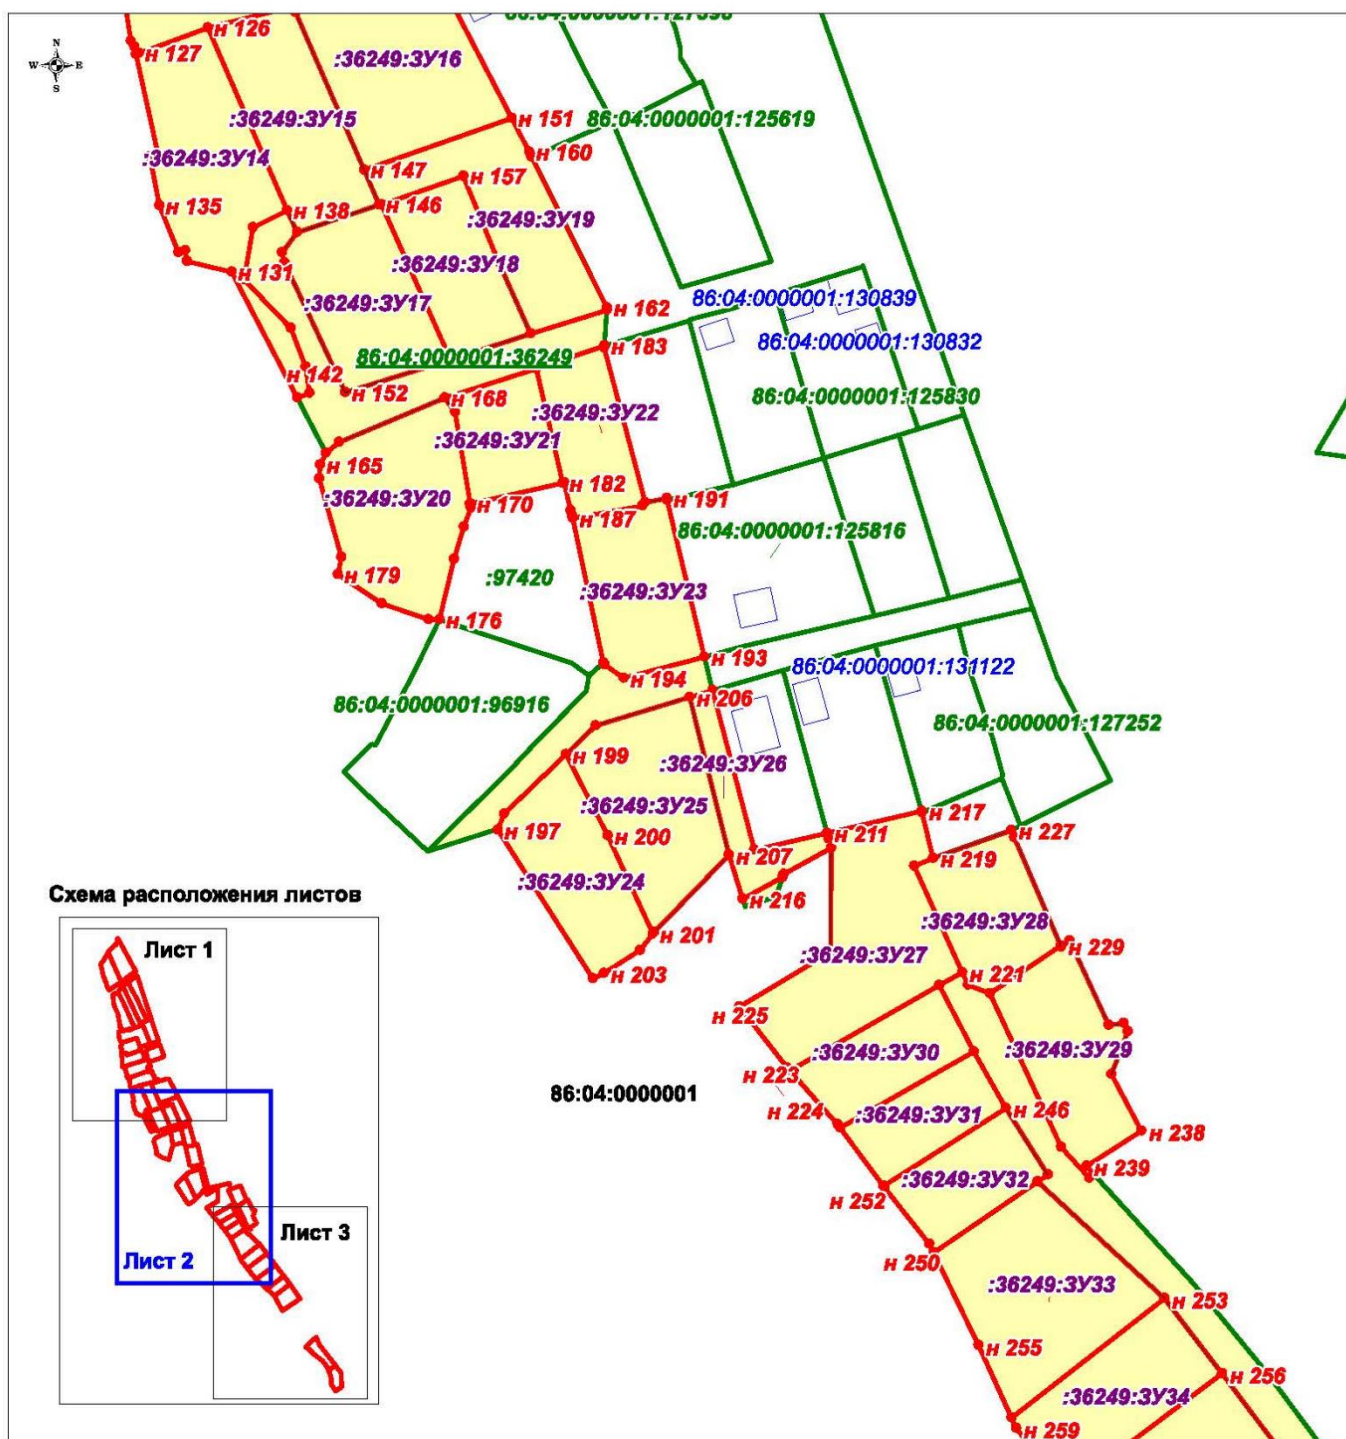 86:04:0000001:127396
N
W
E
S
н 126
н 127
:36249:ЗУ16
:36249:ЗУ15
н 151
86:04:0000001:125619
н 160
:36249:ЗУ14
н 147
н 157
н 135
н 138
н 146
:36249:ЗУ19
н 131
:36249:ЗУ18
:36249:ЗУ17
86:04:0000001:130839
н 162
86:04:0000001:130832
н 183
86:04:0000001:36249
н 142
н 152
н 168
86:04:0000001:125830
:36249:ЗУ22
:36249:ЗУ21
н 165
н 182
:36249:ЗУ20
н 170
н 191
н 187
86:04:0000001:125816
н 179
:97420
:36249:ЗУ23
н 176
н 193
86:04:0000001:131122
н 194
н 206
86:04:0000001:96916
86:04:0000001:127252
н 199
:36249:ЗУ26
:36249:ЗУ25
н 217
н 197
н 200
н 211
н 227
н 207
н 219
:36249:ЗУ24
н 216
Схема расположения листов
:36249:ЗУ28
н 201
н 229
Лист 1
:36249:ЗУ27
н 203
н 221
н 225
:36249:ЗУ30
:36249:ЗУ29
н 223
86:04:0000001
н 224
:36249:ЗУ31
н 246
н 238
н 239
:36249:ЗУ32
н 252
Лист 3
Лист 2
н 250
:36249:ЗУ33
н 253
н 255
н 256
:36249:ЗУ34
н 259